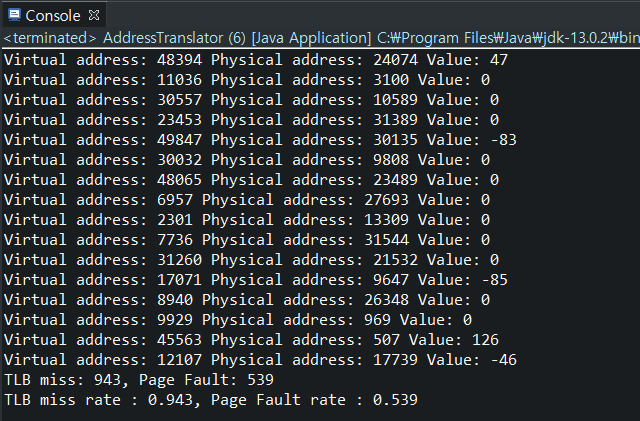 Console
<terminated> AddressTranslator (6) [Java Application] C:₩Program Files₩Java₩jdk-13.0.2₩bin
Virtual address: 48394 Physical address: 24074 Value: 47
Virtual address: 11036 Physical address: 3100 Value: 0
Virtual address: 30557 Physical address: 10589 Value: 0
Virtual address: 23453 Physical address: 31389 Value: 0
Virtual address: 49847 Physical address: 30135 Value: -83
Virtual address: 30032 Physical address: 9808 Value: 0
Virtual address: 48065 Physical address: 23489 Value: 0
Virtual address: 6957 Physical address: 27693 Value: 0
Virtual address: 2301 Physical address: 13309 Value: 0
Virtual address: 7736 Physical address: 31544 Value: 0
Virtual address: 31260 Physical address: 21532 Value: 0
Virtual address: 17071 Physical address: 9647 Value: -85
Virtual address: 8940 Physical address: 26348 Value: 0
Virtual address: 9929 Physical address: 969 Value: 0
Virtual address: 45563 Physical address: 507 Value: 126
Virtual address: 12107 Physical address: 17739 Value: -46
TLB miss: 943, Page Fault: 539
TLB miss rate : 0.943, Page Fault rate : 0.539